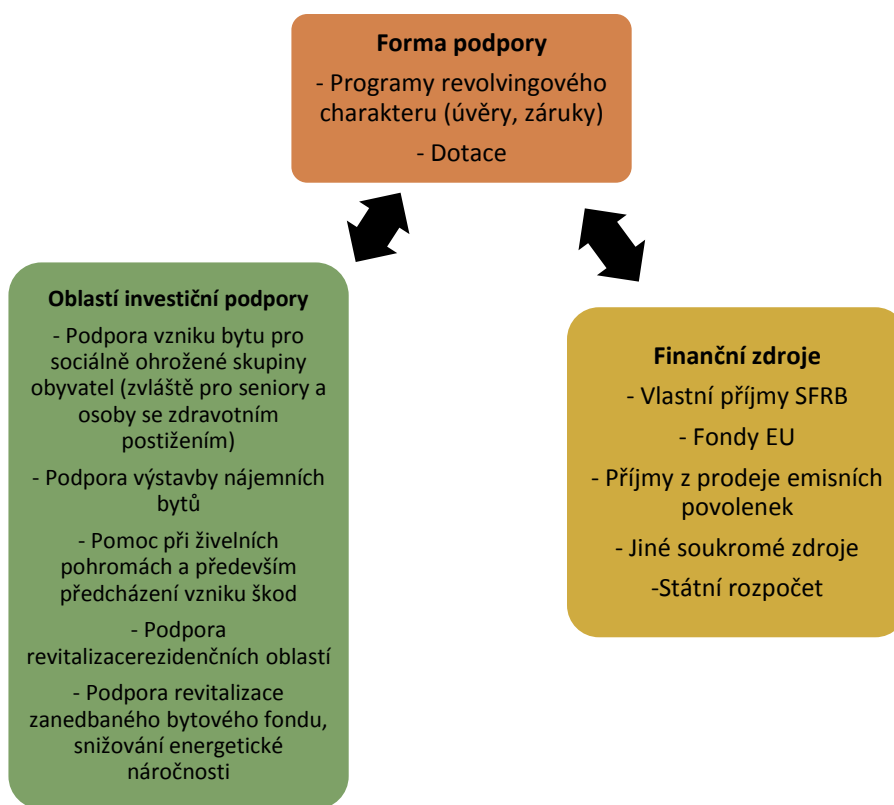 Forma podpory
- Programy revolvingového
charakteru (úvěry, záruky)
- Dotace
Oblastí investiční podpory
- Podpora vzniku bytu pro
sociálně ohrožené skupiny
obyvatel (zvláště pro seniory a
osoby se zdravotním
postižením)
- Podpora výstavby nájemních
bytů
- Pomoc při živelních
pohromách a především
předcházení vzniku škod
- Podpora
revitalizacerezidenčních oblastí
- Podpora revitalizace
zanedbaného bytového fondu,
snižování energetické
náročnosti
Finanční zdroje
- Vlastní příjmy SFRB
- Fondy EU
- Příjmy z prodeje emisních
povolenek
- Jiné soukromé zdroje
-Státní rozpočet